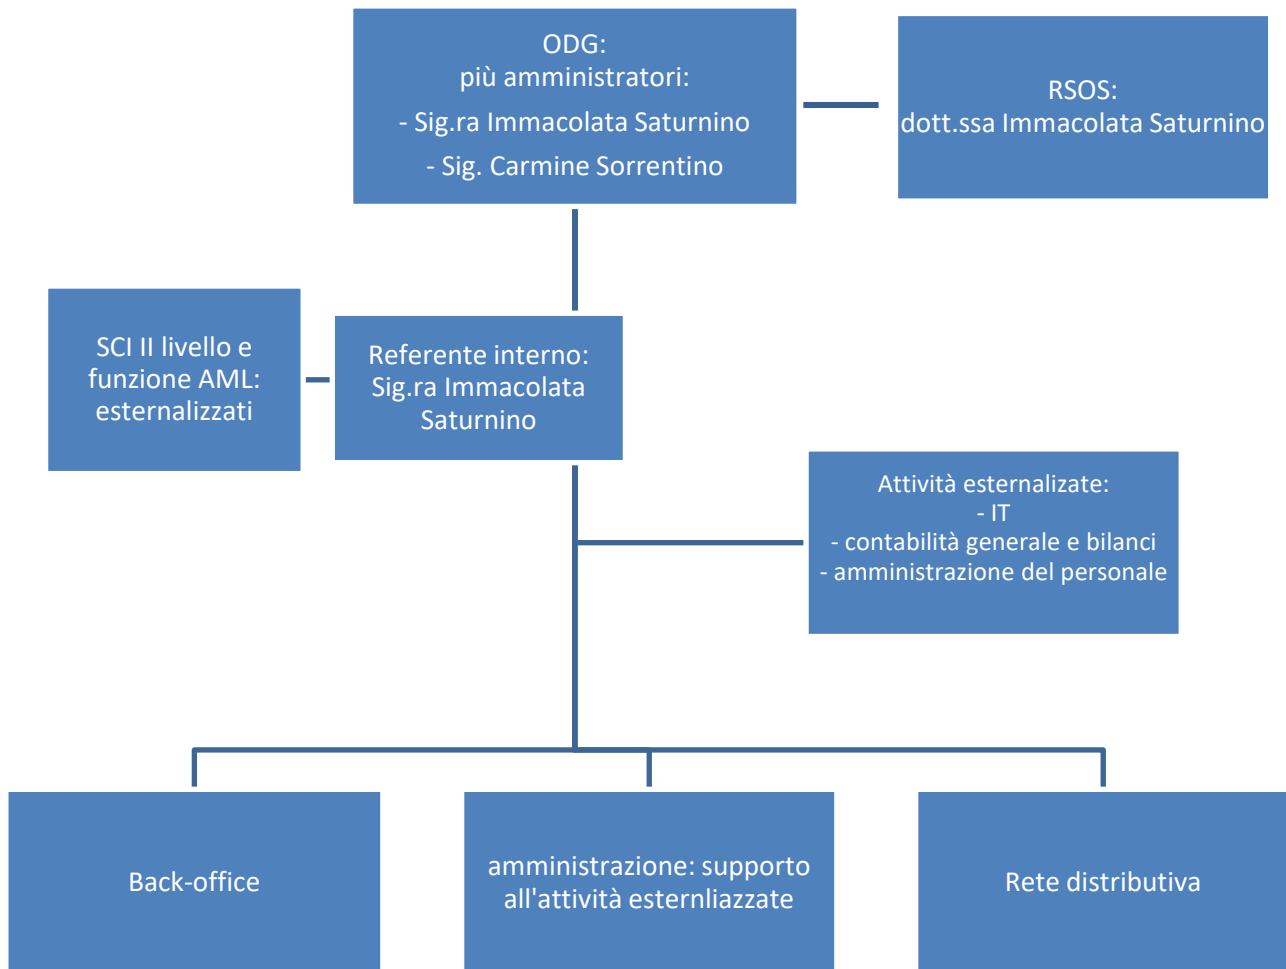 ODG:
più amministratori:
- Sig.ra Immacolata Saturnino
- Sig. Carmine Sorrentino
RSOS:
dott.ssa Immacolata Saturnino
SCI II livello e
funzione AML:
esternalizzati
Referente interno:
Sig.ra Immacolata
Saturnino
Attività esternalizate:
- IT
- contabilità generale e bilanci
- amministrazione del personale
Back-office
amministrazione: supporto
all'attività esternliazzate
Rete distributiva